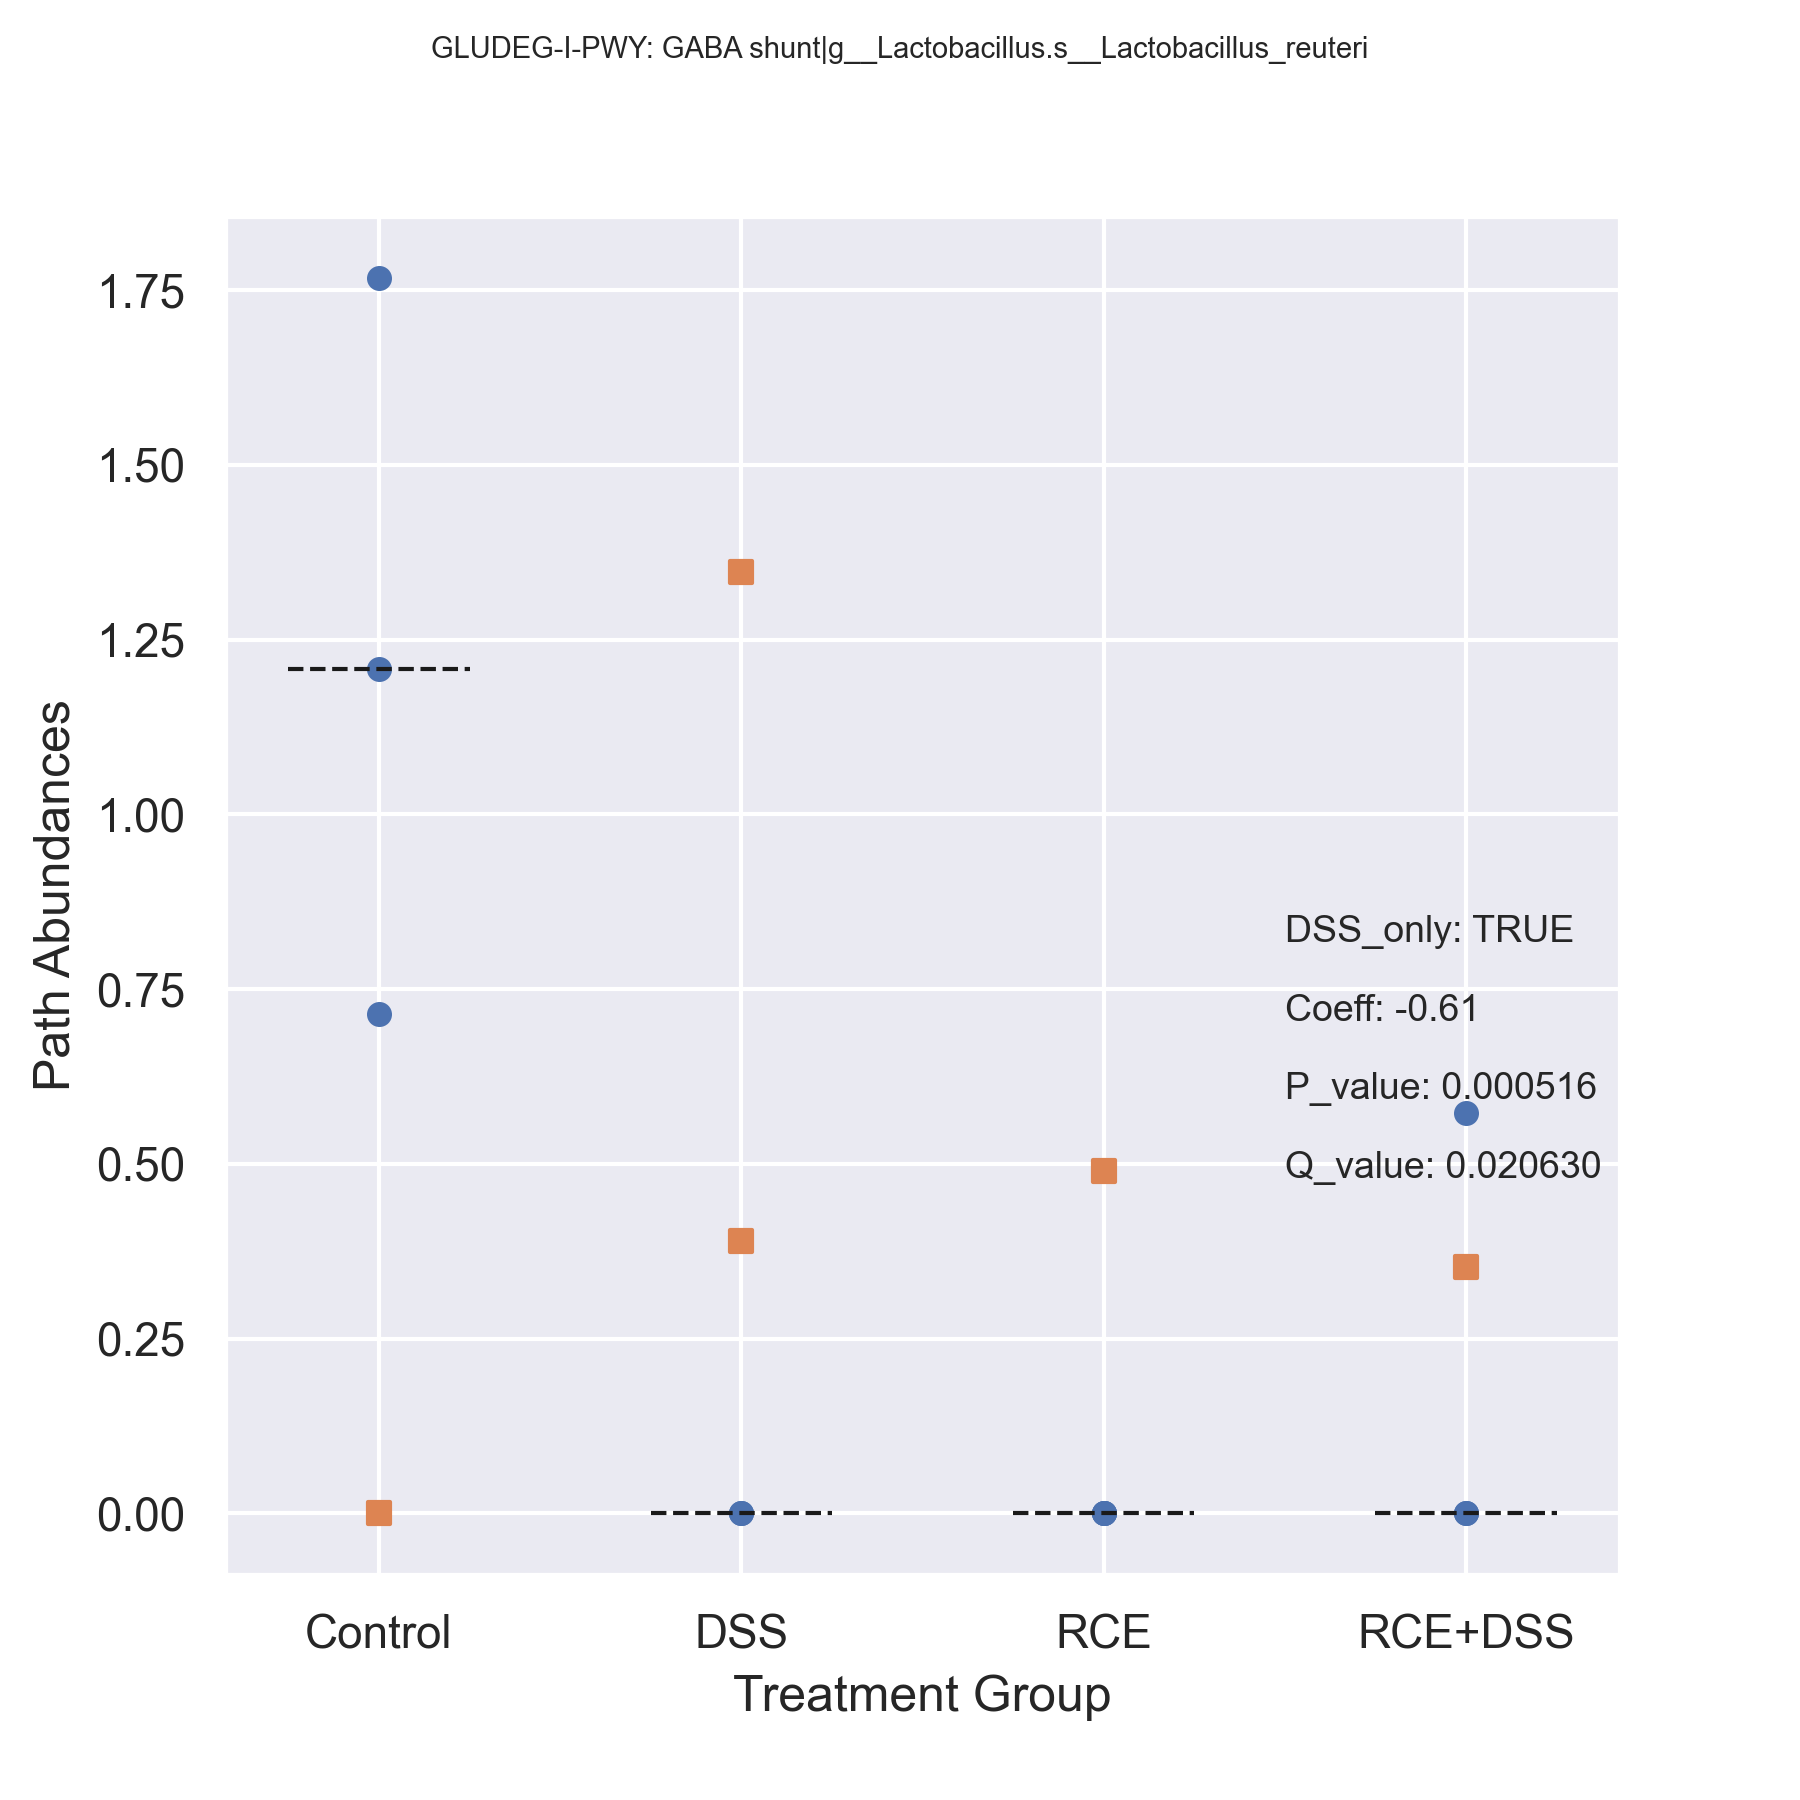 GLUDEG-I-PWY: GABA shunt|g__Lactobacillus.s__Lactobacillus_reuteri
Path Abundances
1.75
1.50
1.25
1.00
0.75
0.50
0.25
0.00
DSS_only: TRUE
Coeff: -0.61
P_value: 0.000516
Q_value: 0.020630
Control DSS RCE RCE+DSS
Treatment Group